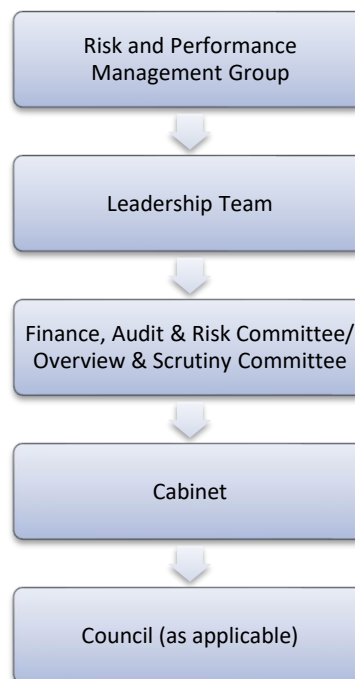 Risk and Performance
Management Group
Leadership Team
Finance, Audit & Risk Committee/
Overview & Scrutiny Committee
Cabinet
Council (as applicable)